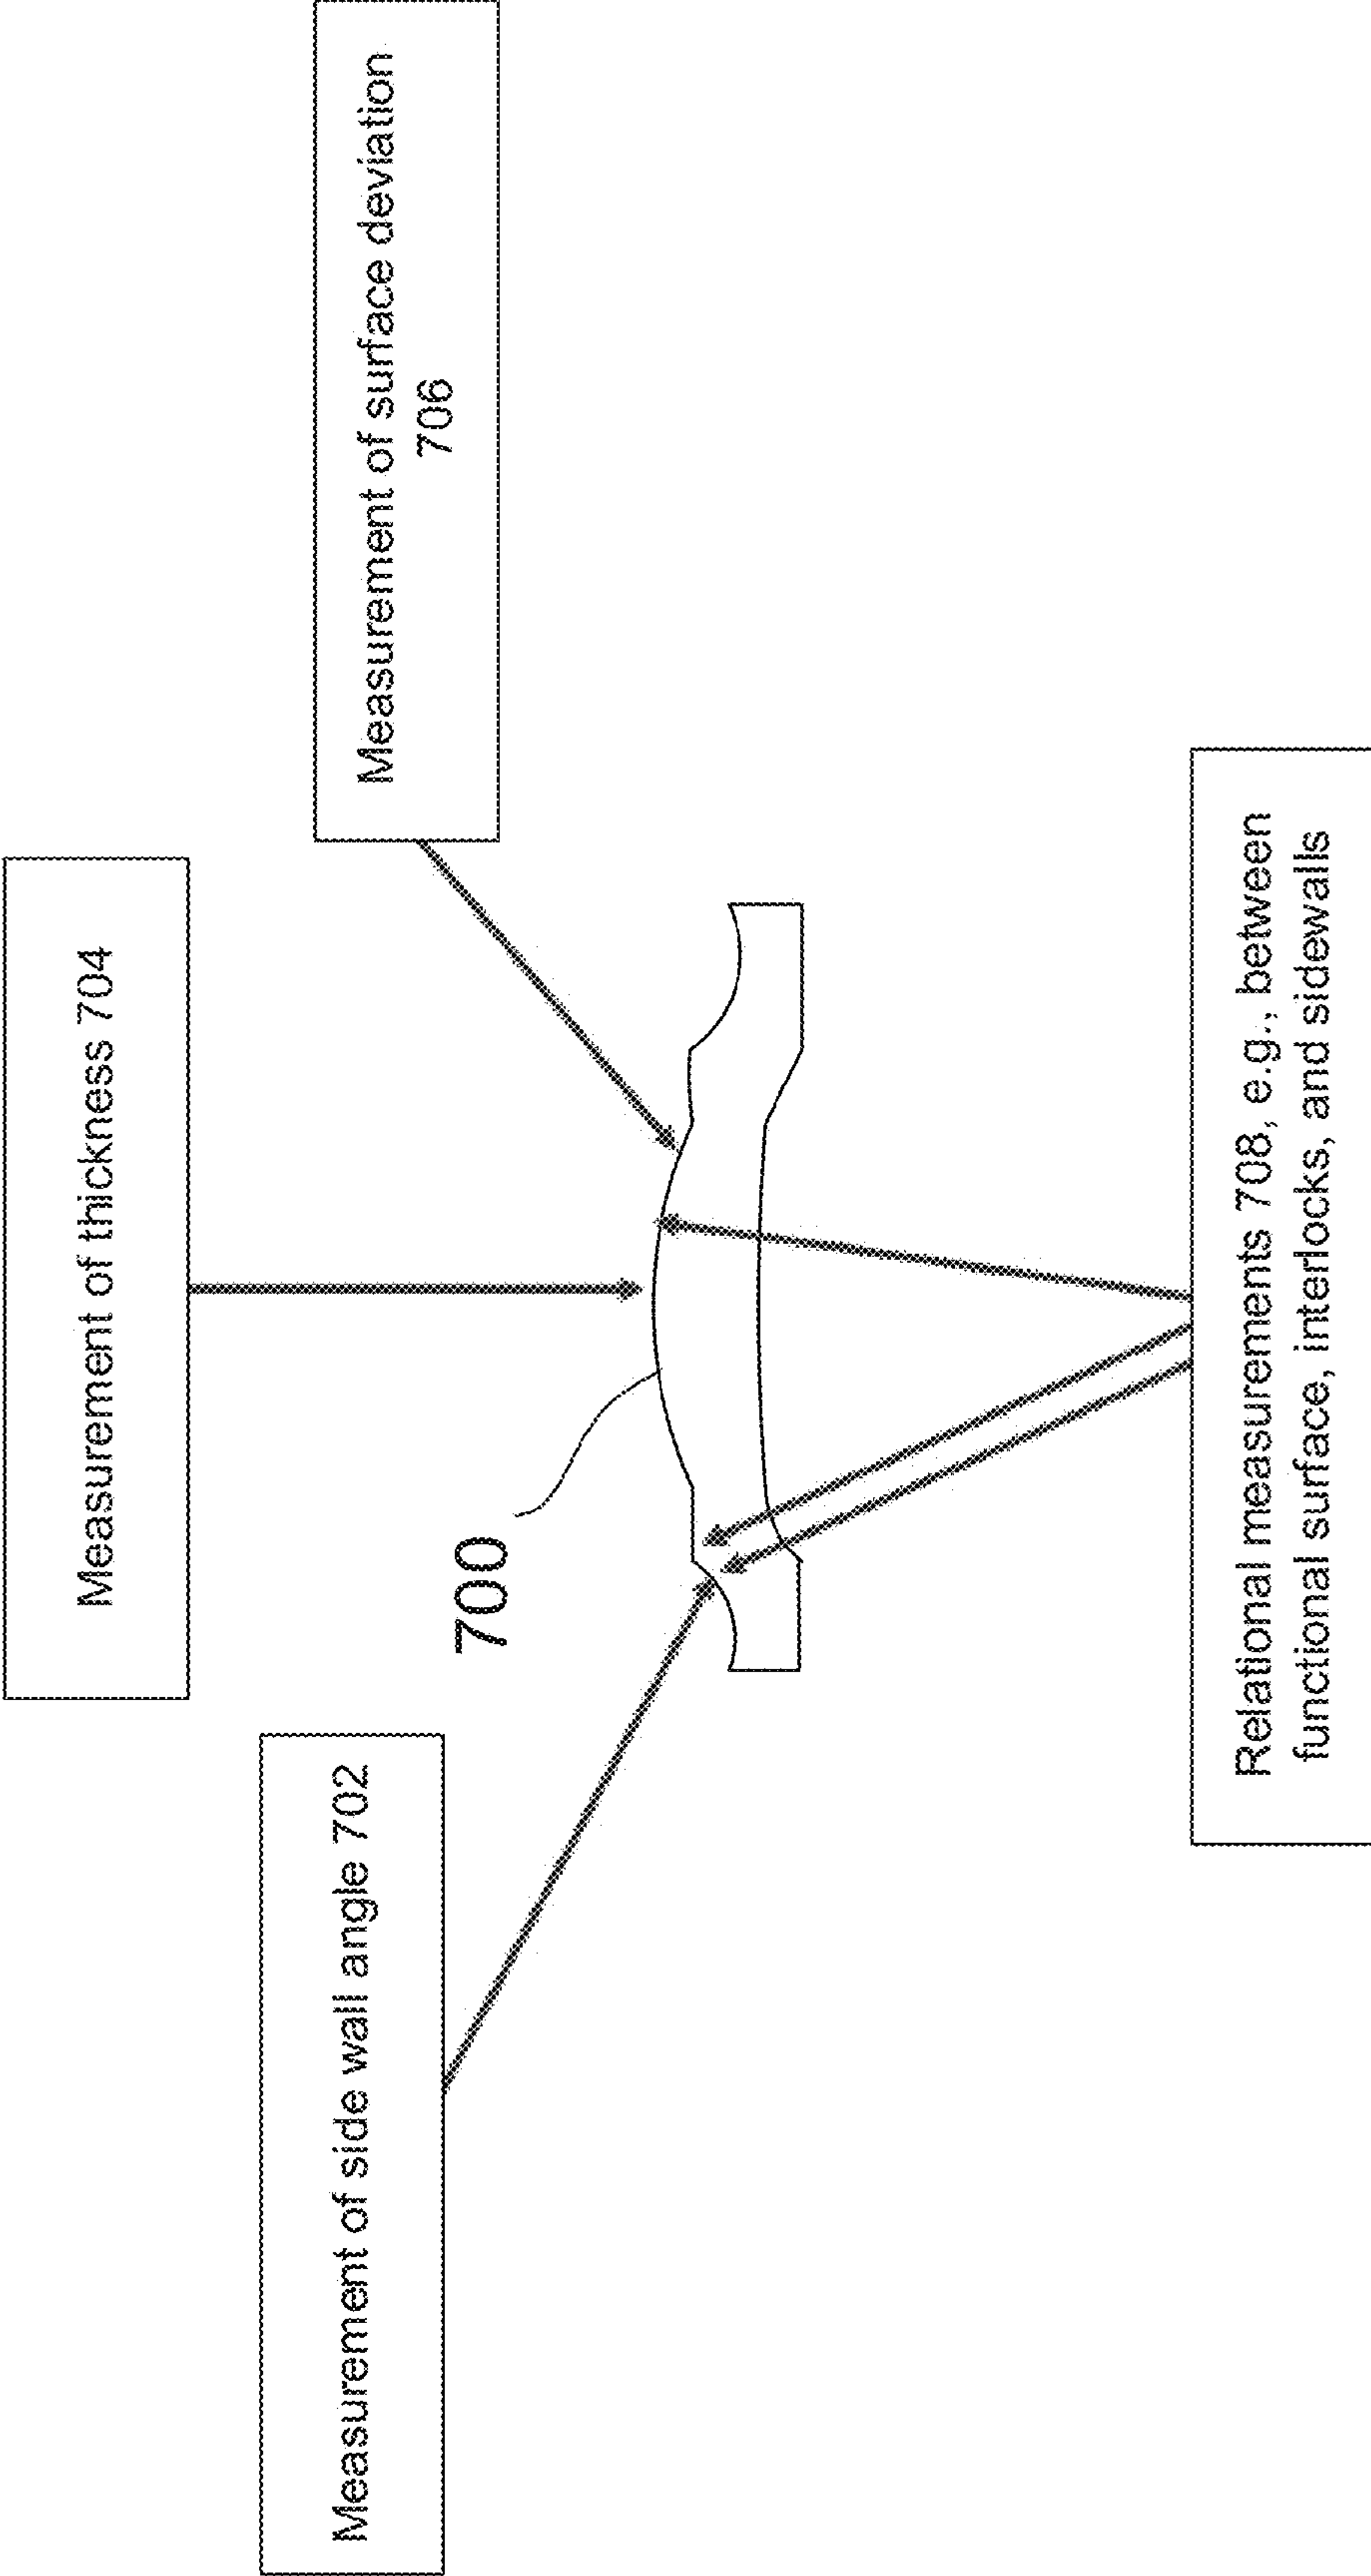 Measurement of thickness 704
Measurement of side wall angle 702
Measurement of surface deviation
706
700
Relational measurements 708, e.g., between
functional surface, interlocks, and sidewalls